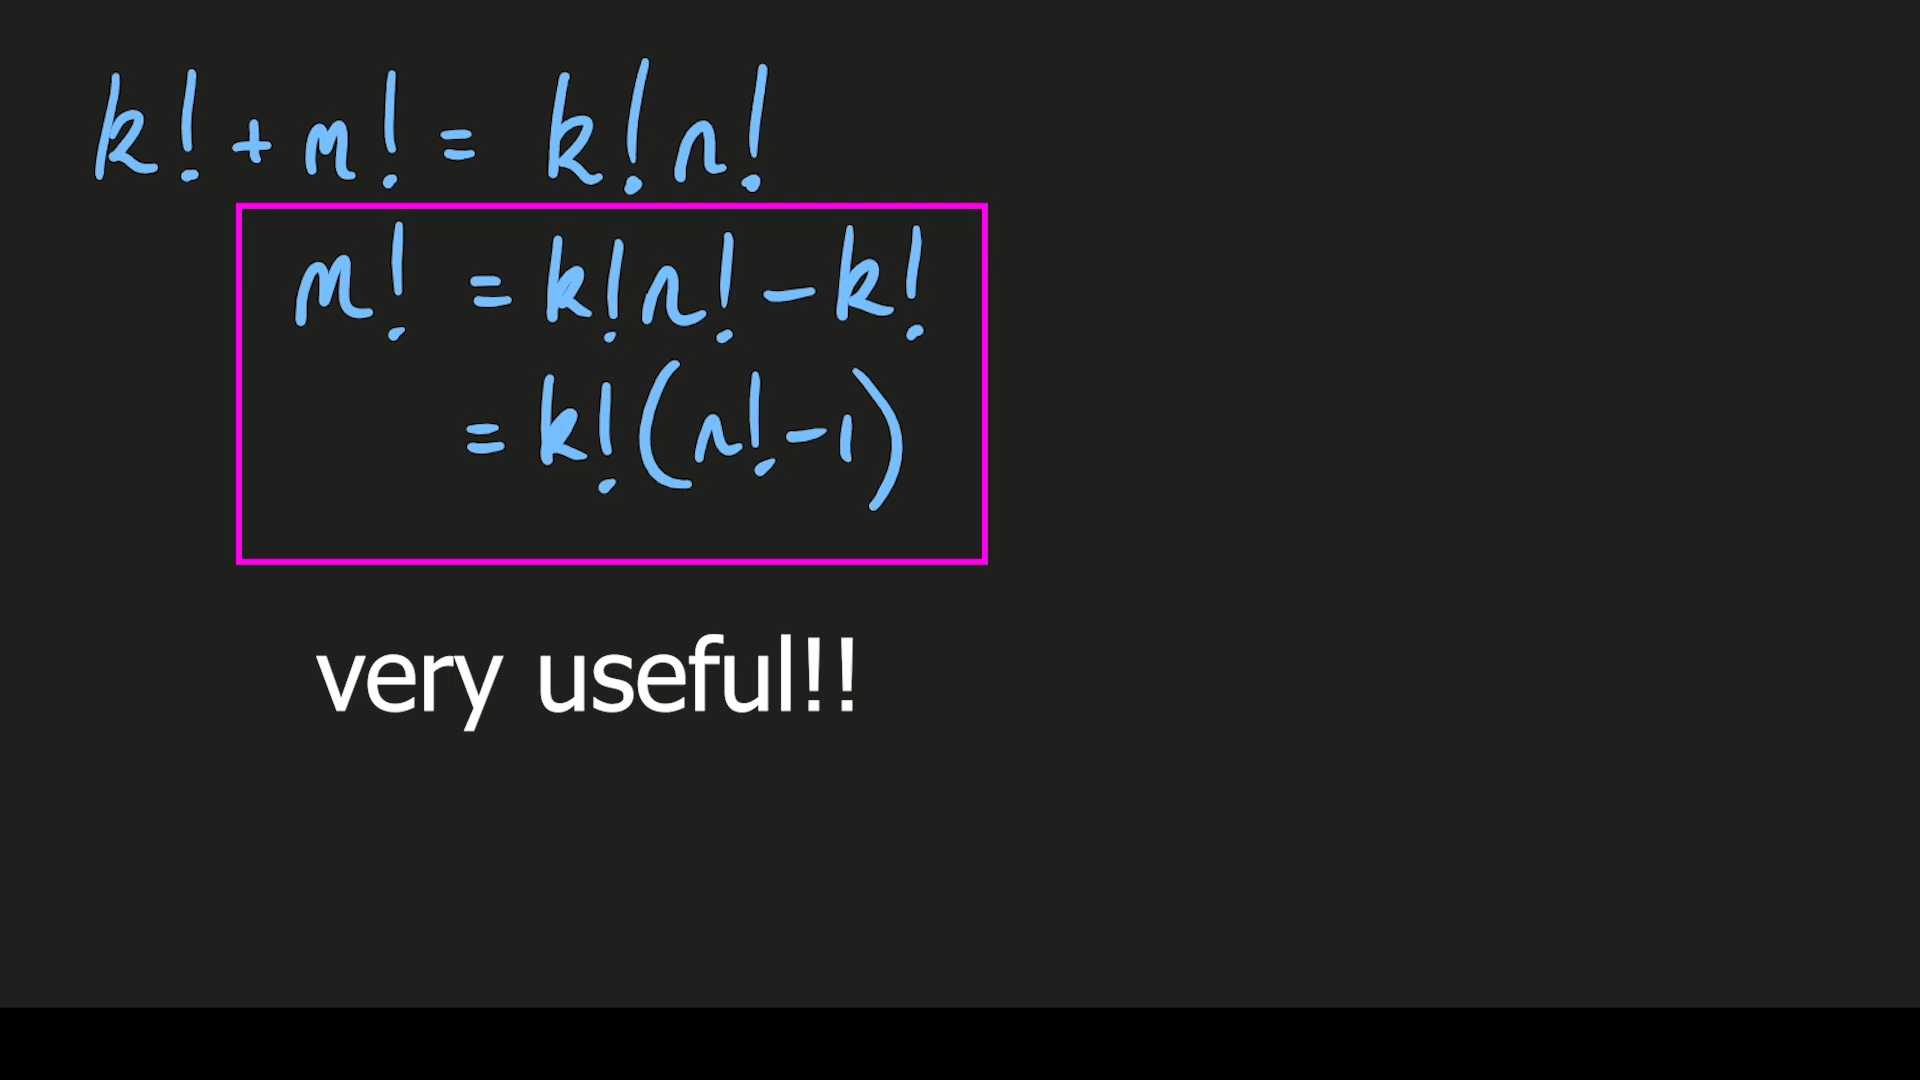 k! + m! = k! n!
m! = k! n! - k!
= k! (n! - 1)
very useful!!